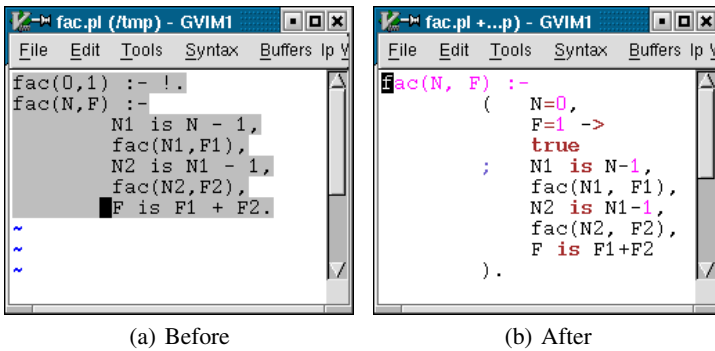 fac.pl (/tmp) - GVIM1
File Edit Tools Syntax Buffers lp
fac(0,1) :- !.
fac(N,F) :-
N1 is N - 1,
fac(N1,F1),
N2 is N1 - 1,
fac(N2,F2),
F is F1 + F2.
~
~
~
(a) Before
fac.pl +...p) - GVIM1
File Edit Tools Syntax Buffers lp
fac(N, F) :-
( N=0,
F=1 ->
true
; N1 is N-1,
fac(N1, F1),
N2 is N1-1,
fac(N2, F2),
F is F1+F2
).
(b) After